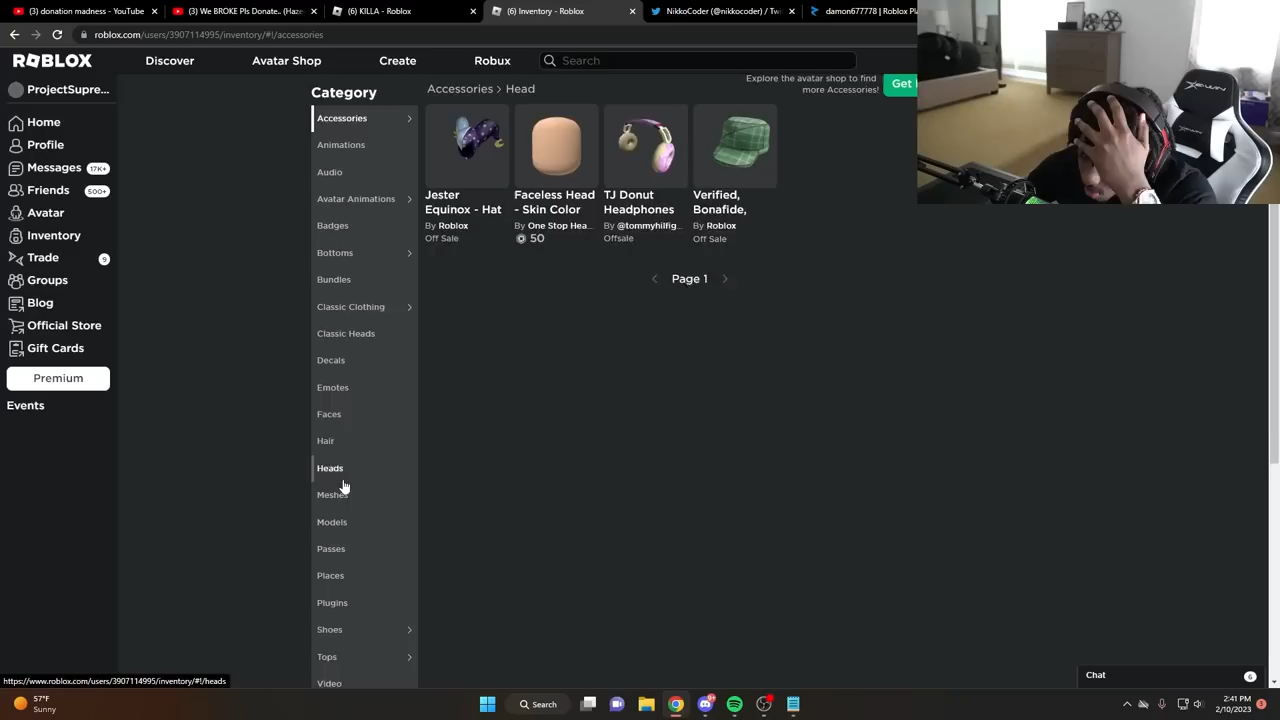 (3) donation madness - YouTube
(3) We BROKE Pls Donate.. (Haze
(6) KILLA - Roblox
(6) Inventory - Roblox
NikkoCoder (@nikkocoder) / Twi
damon677778 | Roblox Pl
roblox.com/users/3907114995/inventory/#!/accessories
ROBLOX
Discover
Avatar Shop
Create
Robux
Search
ProjectSupre...
Home
Profile
Messages 17K+
Friends 500+
Avatar
Inventory
Trade 9
Groups
Blog
Official Store
Gift Cards
Premium
Events
Category
Accessories
Animations
Audio
Avatar Animations
Badges
Bottoms
Bundles
Classic Clothing
Classic Heads
Decals
Emotes
Faces
Hair
Heads
Meshes
Models
Passes
Places
Plugins
Shoes
Tops
Video
Accessories > Head
Explore the avatar shop to find
more Accessories!
Get
Jester
Equinox - Hat
By Roblox
Off Sale
Faceless Head
- Skin Color
By One Stop Hea...
50
TJ Donut
Headphones
By @tommyhilfig...
Offsale
Verified,
Bonafide,
By Roblox
Off Sale
Page 1
Chat 6
https://www.roblox.com/users/3907114995/inventory/#!/heads
57°F
Sunny
Search
2:41 PM
2/10/2023